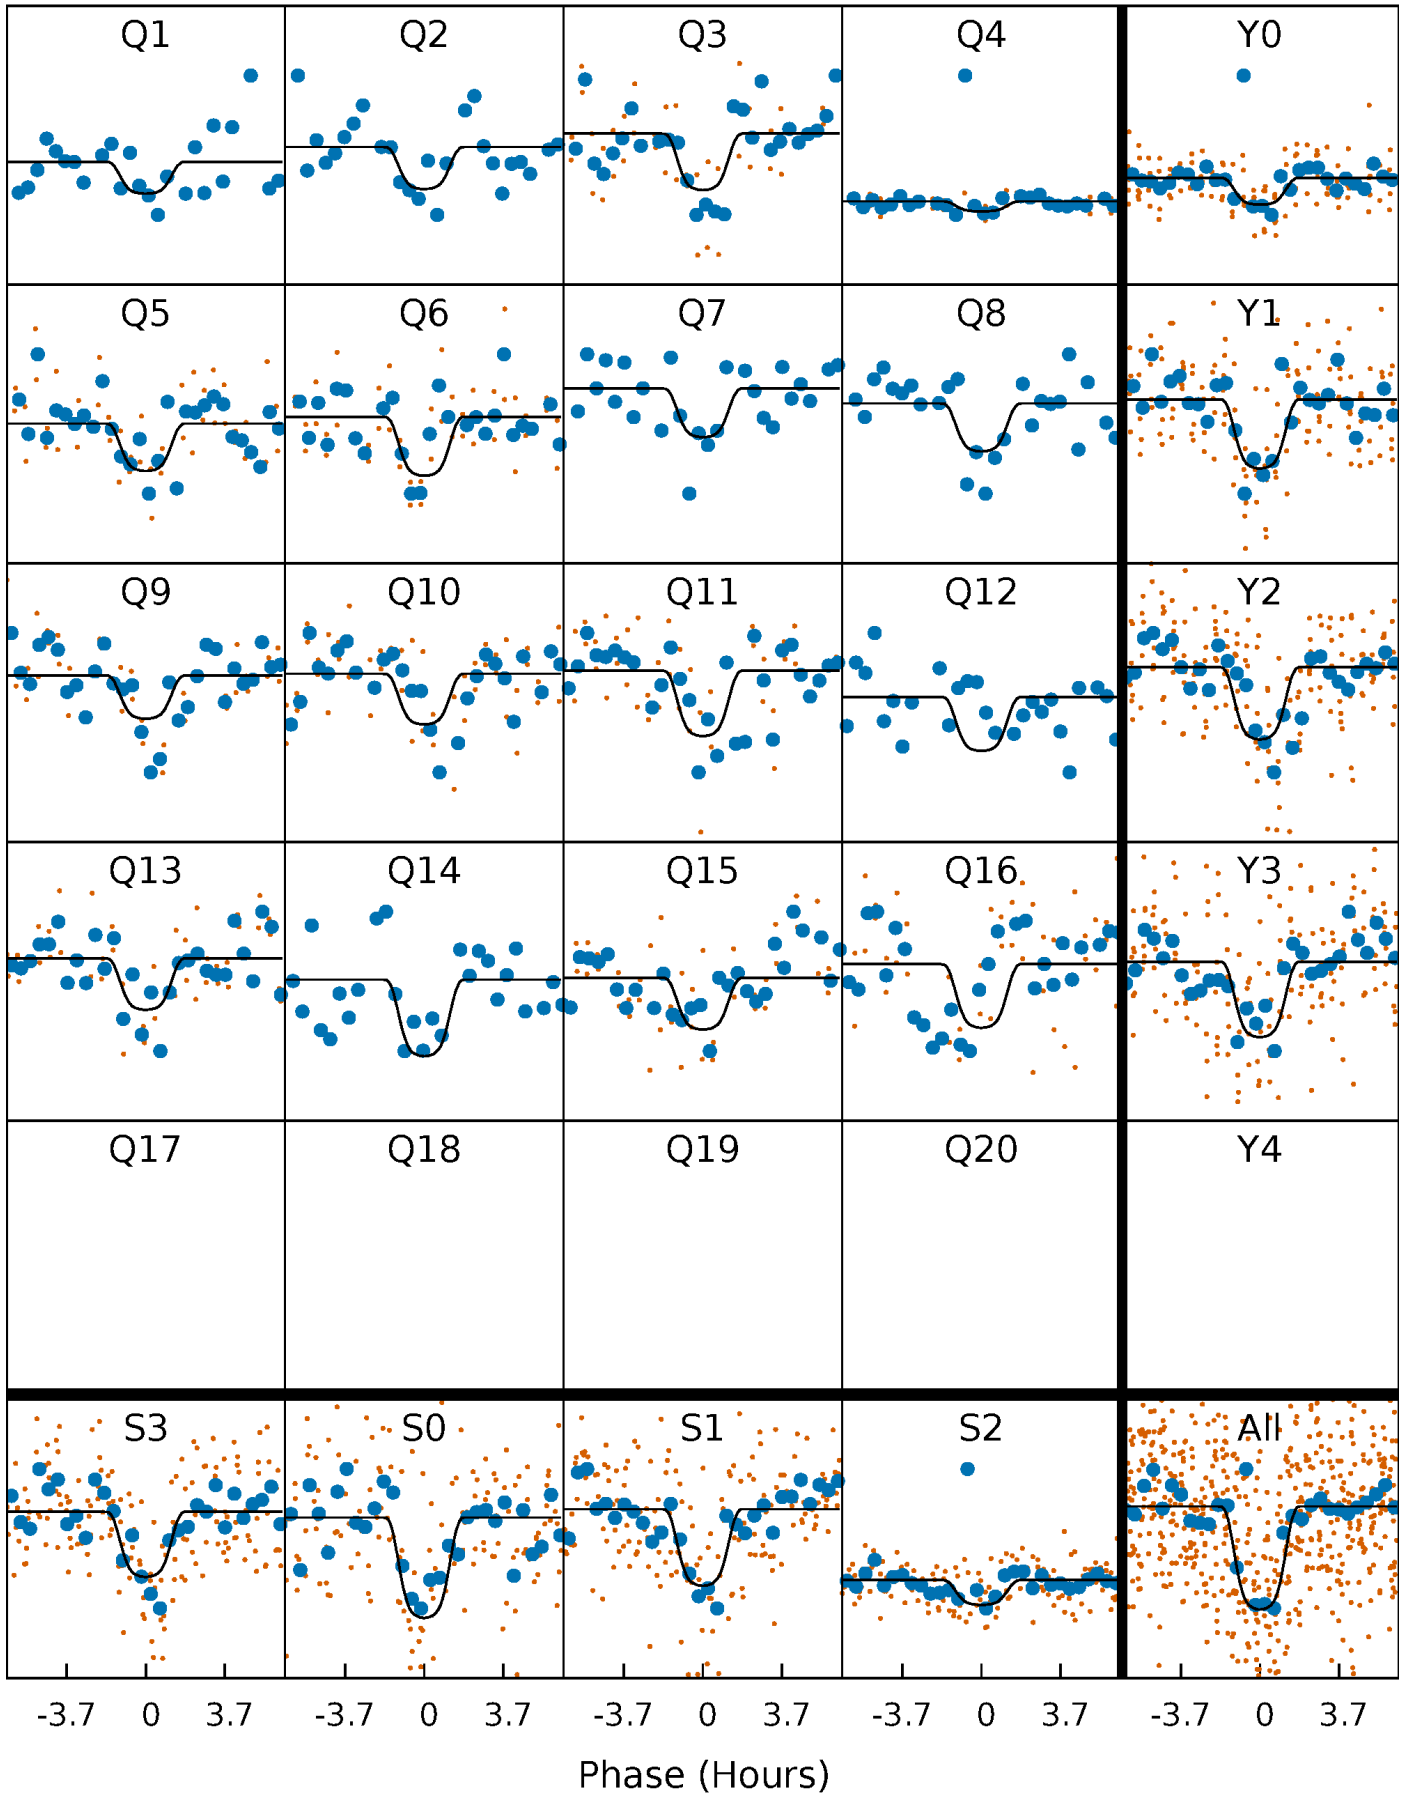 Q1 Q2 Q3 Q4 Y0
Q5 Q6 Q7 Q8 Y1
Q9 Q10 Q11 Q12 Y2
Q13 Q14 Q15 Q16 Y3
Q17 Q18 Q19 Q20 Y4
S3 S0 S1 S2 All
-3.7 0 3.7 -3.7 0 3.7 -3.7 0 3.7 -3.7 0 3.7 -3.7 0 3.7
Phase (Hours)